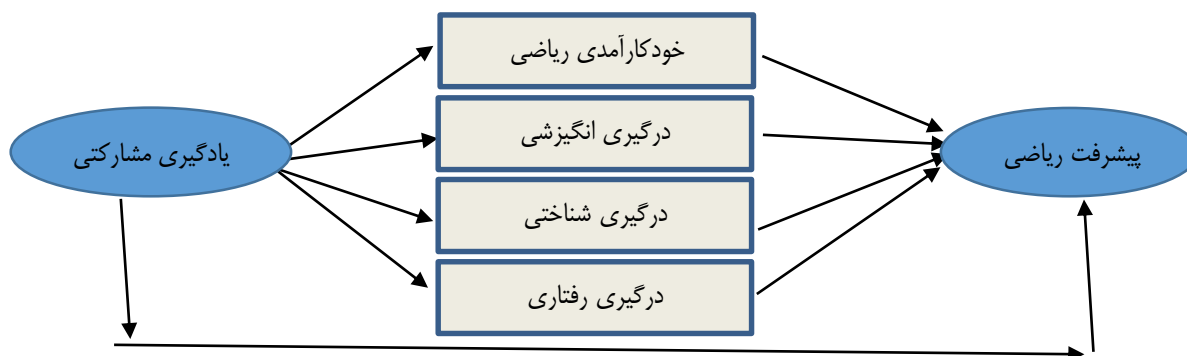 خودکارآمدی ریاضی
درگیری انگیزشی
یادگیری مشارکتی
پیشرفت ریاضی
درگیری شناختی
درگیری رفتاری